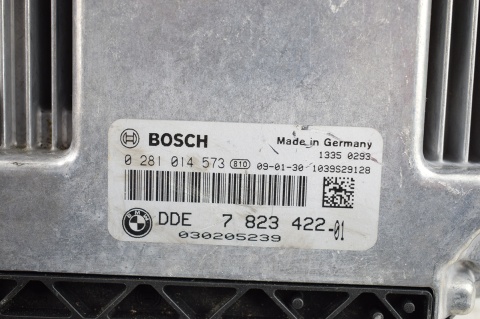 BOSCH Made in Germany
1335 0293
0 281 014 573 810 09-01-30 1039S29128
BMW DDE 7 823 422-01
030205239